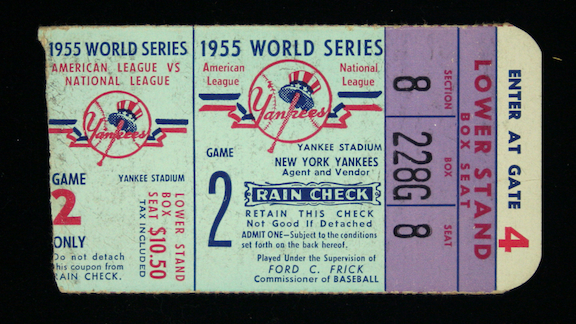 1955 WORLD SERIES
AMERICAN LEAGUE VS
NATIONAL LEAGUE
Yankees
YANKEE STADIUM
GAME
2
ONLY
Do not detach
this coupon from
RAIN CHECK.
LOWER STAND
BOX SEAT
$10.50
TAX INCLUDED
1955 WORLD SERIES
American League
National League
Yankees
YANKEE STADIUM
GAME
2
NEW YORK YANKEES
Agent and Vendor
RAIN CHECK
RETAIN THIS CHECK
Not Good If Detached
ADMIT ONE—Subject to the conditions
set forth on the back hereof.
Played Under the Supervision of
FORD C. FRICK
Commissioner of BASEBALL
8 228G 8
SECTION BOX SEAT
LOWER STAND
BOX SEAT
ENTER AT GATE 4